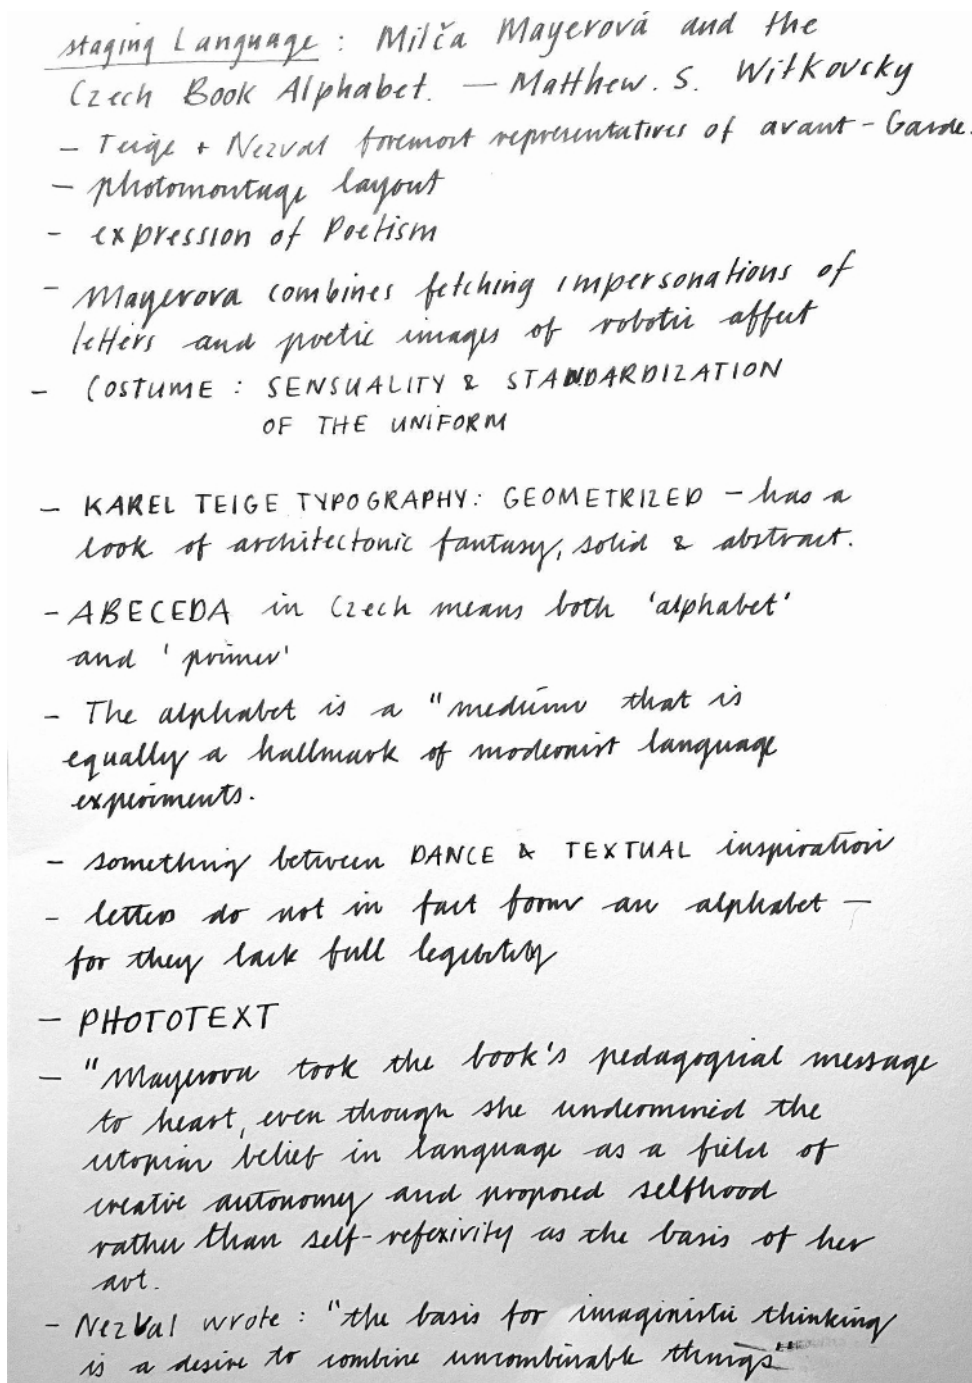 staging Language : Milča Mayerová and the
Czech Book Alphabet. — Matthew. S. Witkovsky
- Teige + Nezval foremost representatives of avant-Garde.
- photomontage layout
- expression of Poetism
- Mayerova combines fetching impersonations of
letters and poetic images of robotic affect
- COSTUME : SENSUALITY & STANDARDIZATION
OF THE UNIFORM
- KAREL TEIGE TYPOGRAPHY: GEOMETRIZED - has a
look of architectonic fantasy, solid & abstract.
- ABECEDA in Czech means both 'alphabet'
and 'primer'
- The alphabet is a "medium that is
equally a hallmark of modernist language
experiments.
- something between DANCE & TEXTUAL inspiration
- letters do not in fact form an alphabet —
for they lack full legibility
- PHOTOTEXT
- "Mayerova took the book's pedagogical message
to heart, even though she undermined the
utopian belief in language as a field of
creative autonomy and proposed selfhood
rather than self-refexivity as the basis of her
art.
- Nezval wrote : "the basis for imaginistic thinking
is a desire to combine uncombinable things"